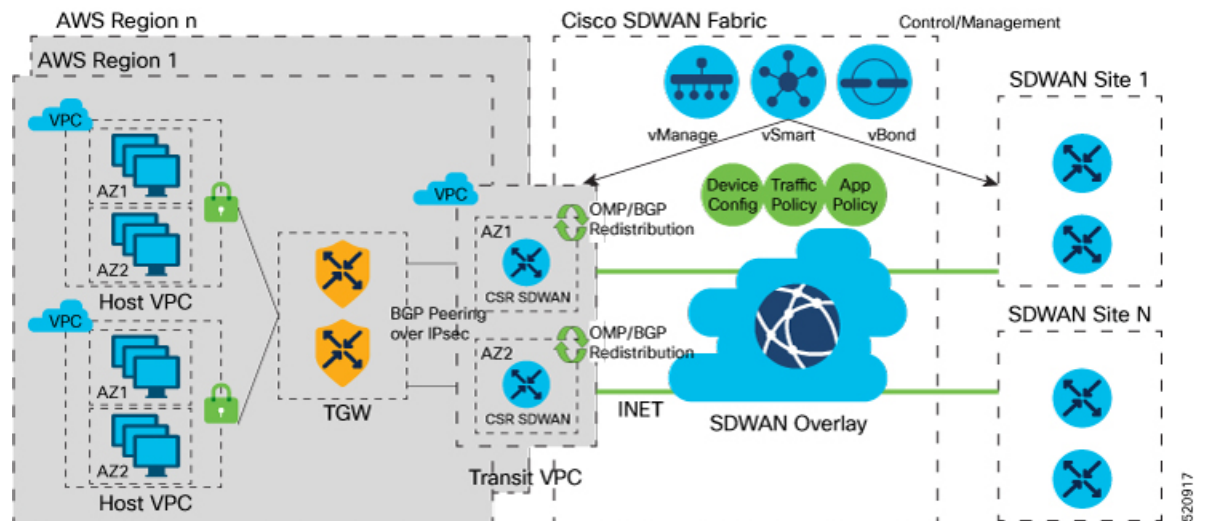 AWS Region n
AWS Region 1
VPC
AZ1
AZ2
Host VPC
VPC
AZ1
AZ2
Host VPC
TGW
BGP Peering
over IPsec
VPC
AZ1
CSR SDWAN
AZ2
CSR SDWAN
Transit VPC
OMP/BGP
Redistribution
OMP/BGP
Redistribution
INET
Cisco SDWAN Fabric
Control/Management
vManage
vSmart
vBond
Device
Config
Traffic
Policy
App
Policy
SDWAN Overlay
SDWAN Site 1
SDWAN Site N
520917